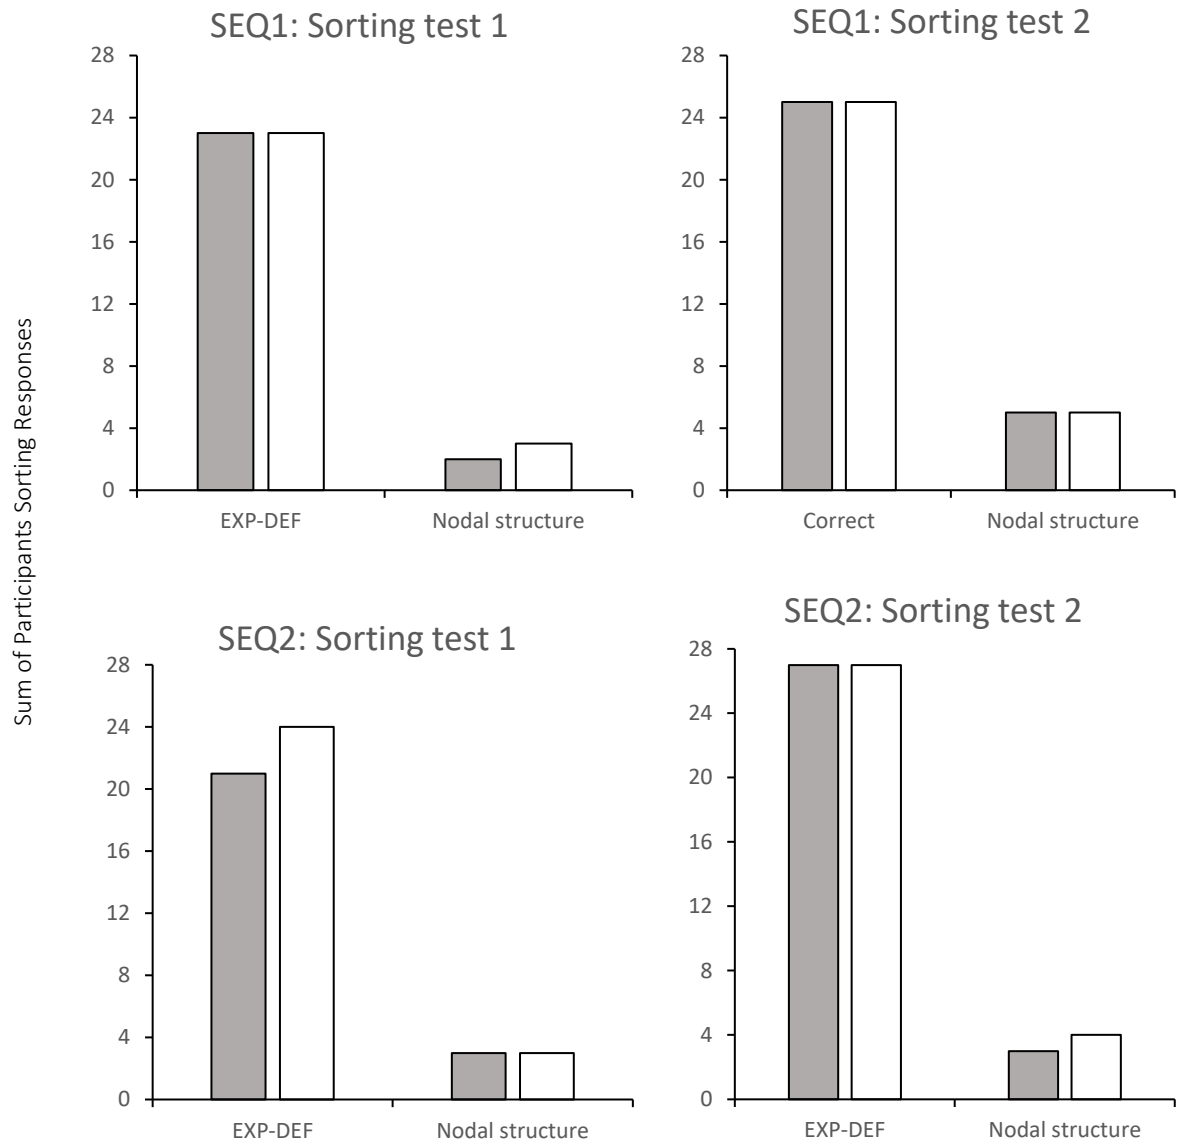 Sum of Participants Sorting Responses
SEQ1: Sorting test 1
28
24
20
16
12
8
4
0
EXP-DEF
Nodal structure
SEQ1: Sorting test 2
28
24
20
16
12
8
4
0
Correct
Nodal structure
SEQ2: Sorting test 1
28
24
20
16
12
8
4
0
EXP-DEF
Nodal structure
SEQ2: Sorting test 2
28
24
20
16
12
8
4
0
EXP-DEF
Nodal structure